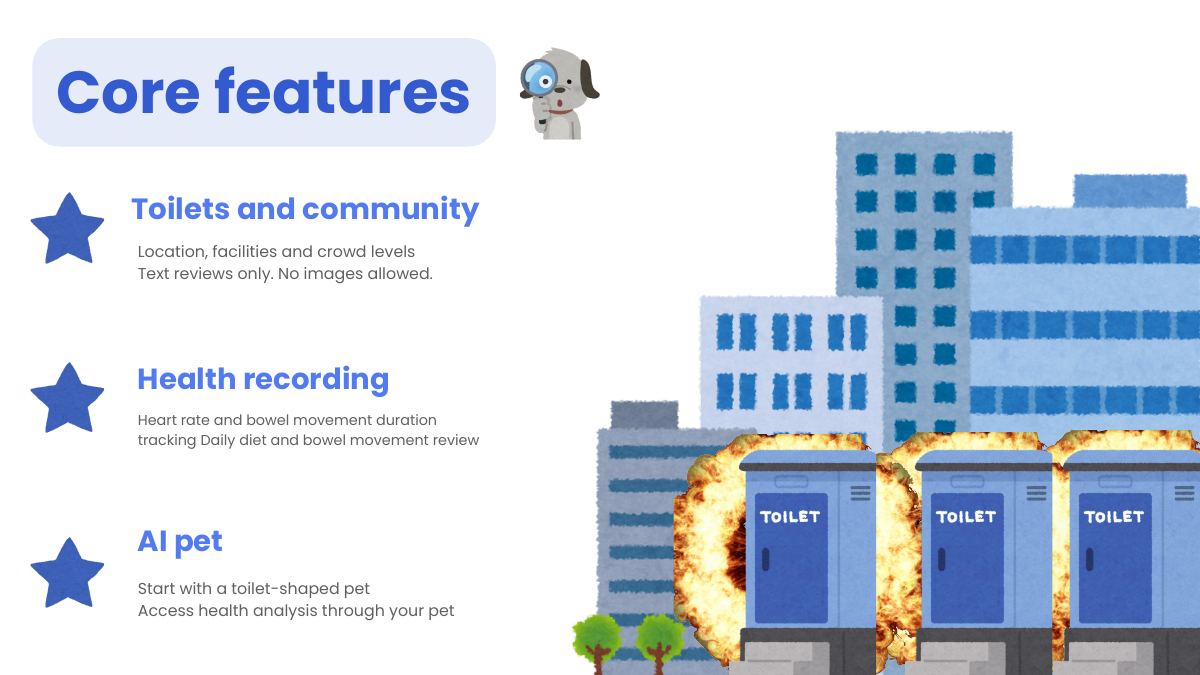 Core features
Toilets and community
Location, facilities and crowd levels
Text reviews only. No images allowed.
Health recording
Heart rate and bowel movement duration
tracking Daily diet and bowel movement review
AI pet
Start with a toilet-shaped pet
Access health analysis through your pet
TOILET
TOILET
TOILET